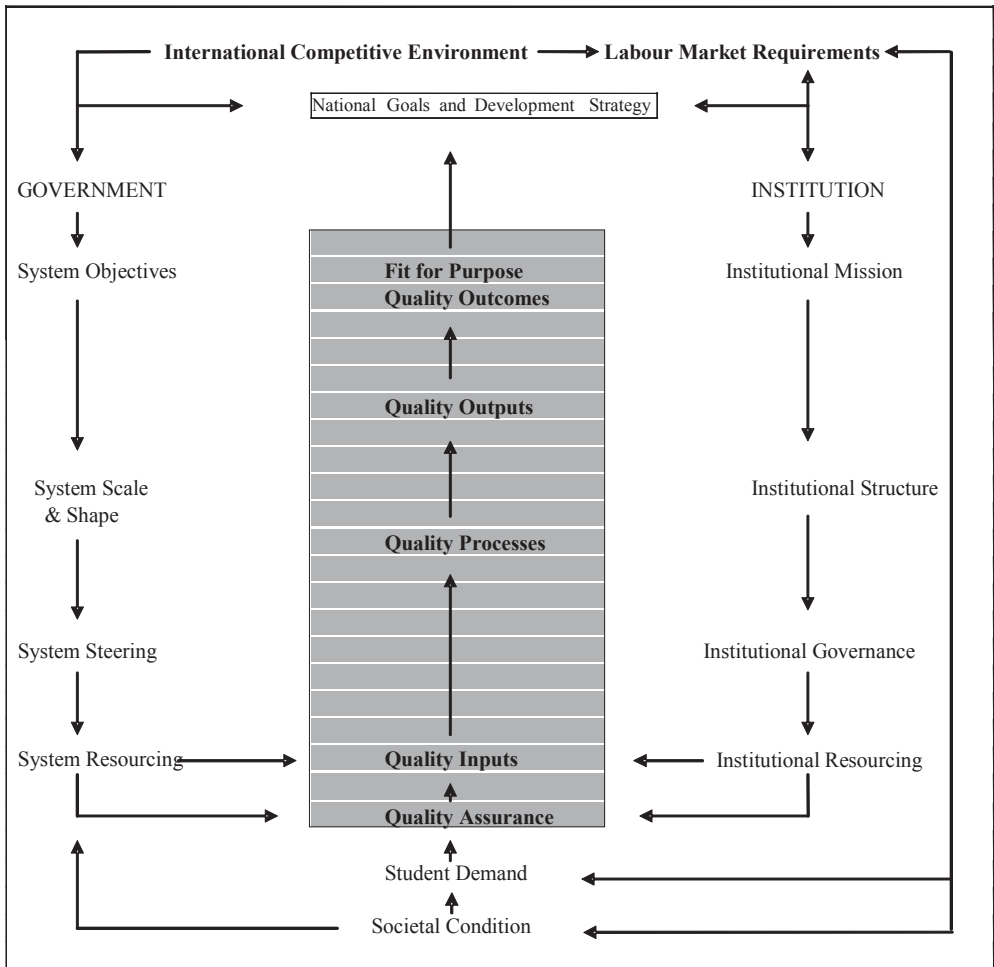 International Competitive Environment Labour Market Requirements
National Goals and Development Strategy
GOVERNMENT INSTITUTION
System Objectives Fit for Purpose Institutional Mission
Quality Outcomes
Quality Outputs
System Scale Institutional Structure
& Shape
Quality Processes
System Steering Institutional Governance
System Resourcing Quality Inputs Institutional Resourcing
Quality Assurance
Student Demand
Societal Condition